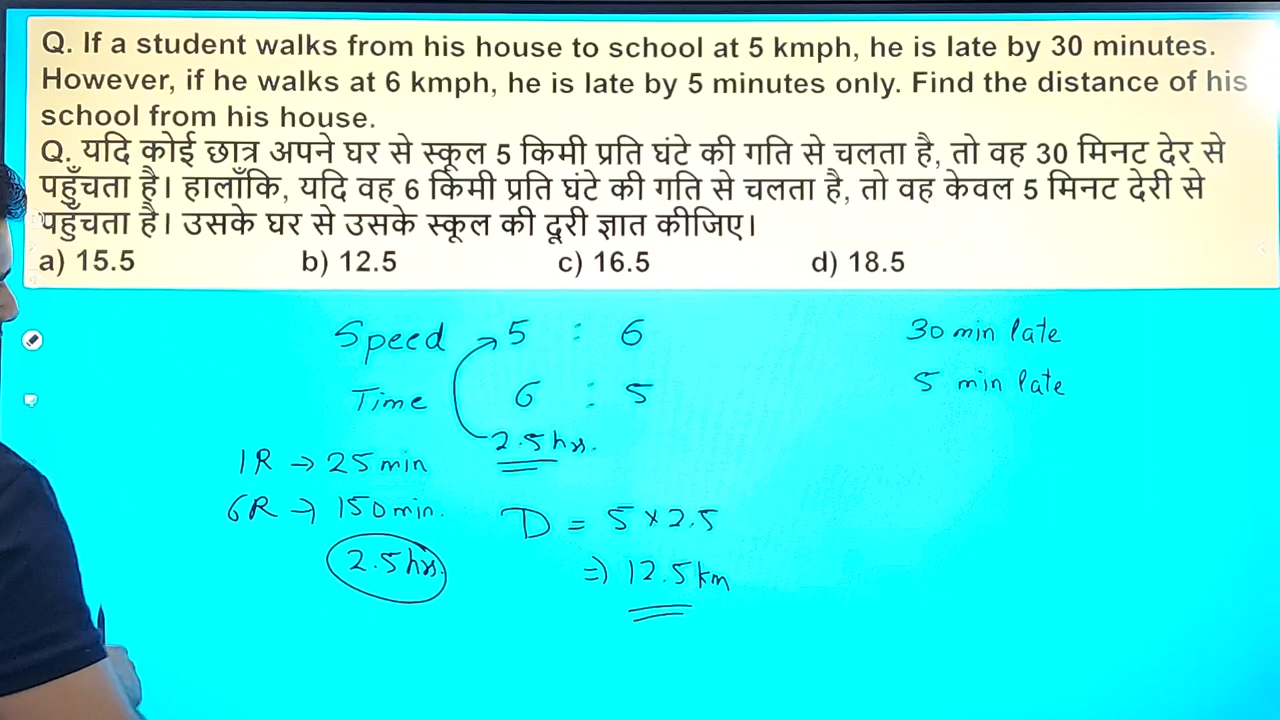 Q. If a student walks from his house to school at 5 kmph, he is late by 30 minutes.
However, if he walks at 6 kmph, he is late by 5 minutes only. Find the distance of his
school from his house.
Q. यदि कोई छात्र अपने घर से स्कूल 5 किमी प्रति घंटे की गति से चलता है, तो वह 30 मिनट देर से
पहुँचता है। हालाँकि, यदि वह 6 किमी प्रति घंटे की गति से चलता है, तो वह केवल 5 मिनट देरी से
पहुंचता है। उसके घर से उसके स्कूल की दूरी ज्ञात कीजिए।
a) 15.5 b) 12.5 c) 16.5 d) 18.5
Speed 5 : 6 30 min late
Time 6 : 5 5 min late
2.5 hrs.
1R → 25 min
6R → 150 min.
2.5 hrs.
D = 5 × 2.5
⇒ 12.5 km